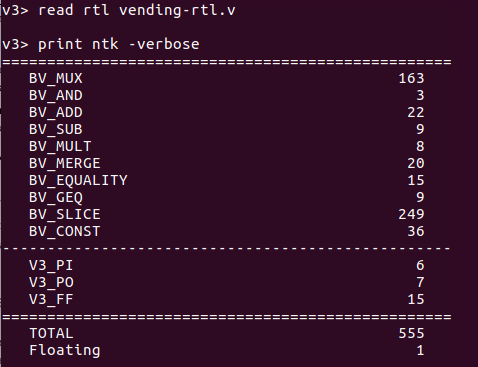 v3> read rtl vending-rtl.v
v3> print ntk -verbose
==================================================
BV_MUX 163
BV_AND 3
BV_ADD 22
BV_SUB 9
BV_MULT 8
BV_MERGE 20
BV_EQUALITY 15
BV_GEQ 9
BV_SLICE 249
BV_CONST 36
--------------------------------------------------
V3_PI 6
V3_PO 7
V3_FF 15
==================================================
TOTAL 555
Floating 1